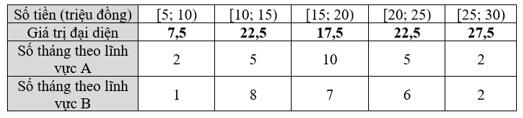 Số tiền (triệu đồng) [5; 10) [10; 15) [15; 20) [20; 25) [25; 30)
Giá trị đại diện 7,5 22,5 17,5 22,5 27,5
Số tháng theo lĩnh
vực A 2 5 10 5 2
Số tháng theo lĩnh
vực B 1 8 7 6 2